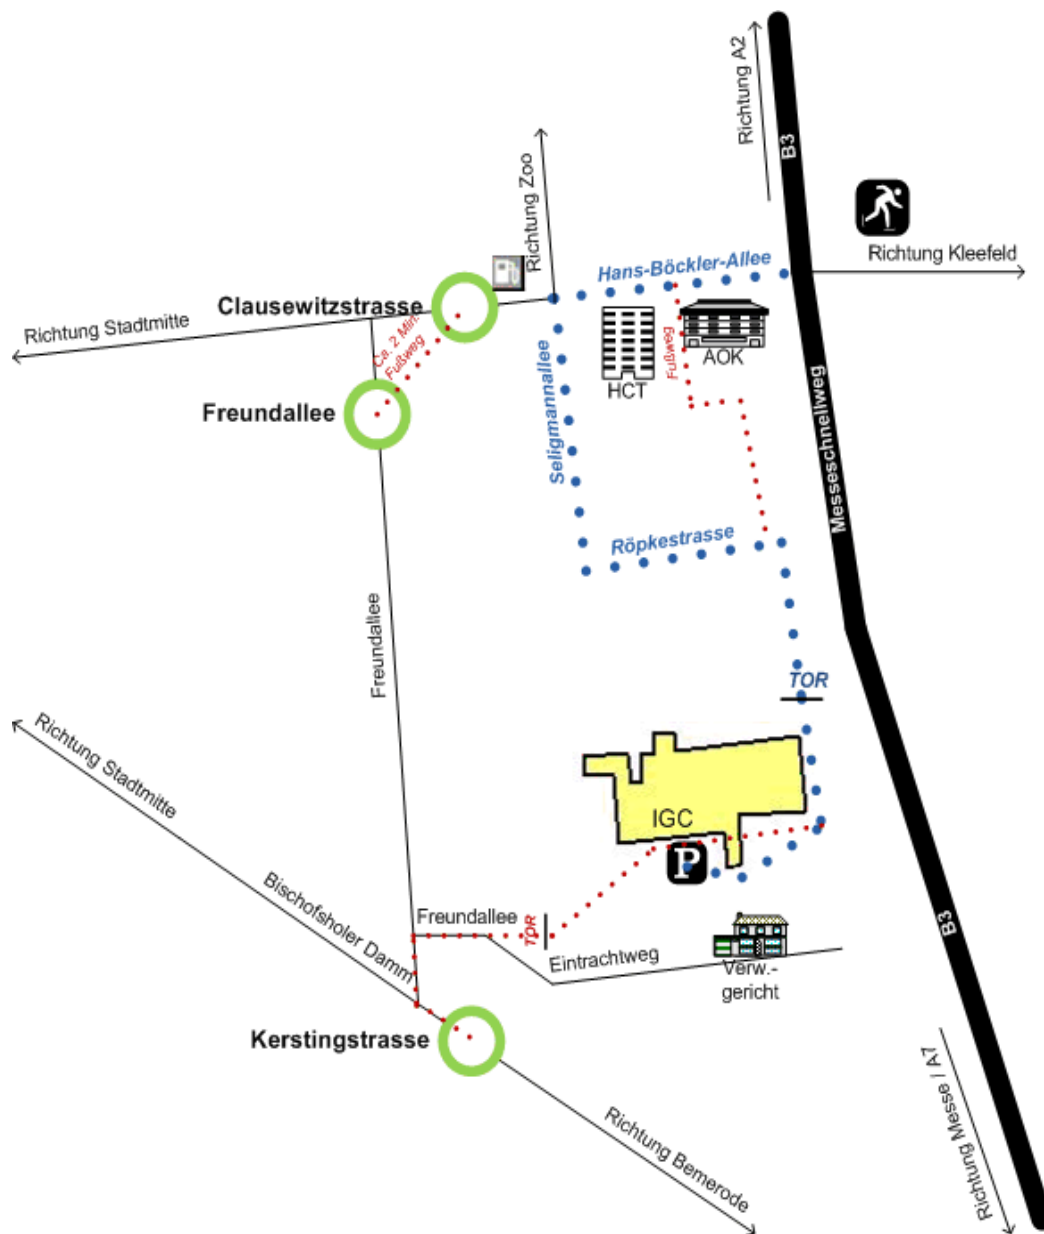 Richtung A2
B3
Richtung Zoo
Richtung Kleefeld
Hans-Böckler-Allee
Clausewitzstrasse
Richtung Stadtmitte
Ca. 2 Min.
Fußweg
Fußweg
AOK
HCT
Freundallee
Seligmannallee
Messeschnellweg
Röpkestrasse
Freundallee
TOR
Richtung Stadtmitte
IGC
P
Bischofsholer Damm
Freundallee
TOR
Eintrachtweg
Verw.-
gericht
B3
Kerstingstrasse
Richtung Messe / A7
Richtung Bemerode